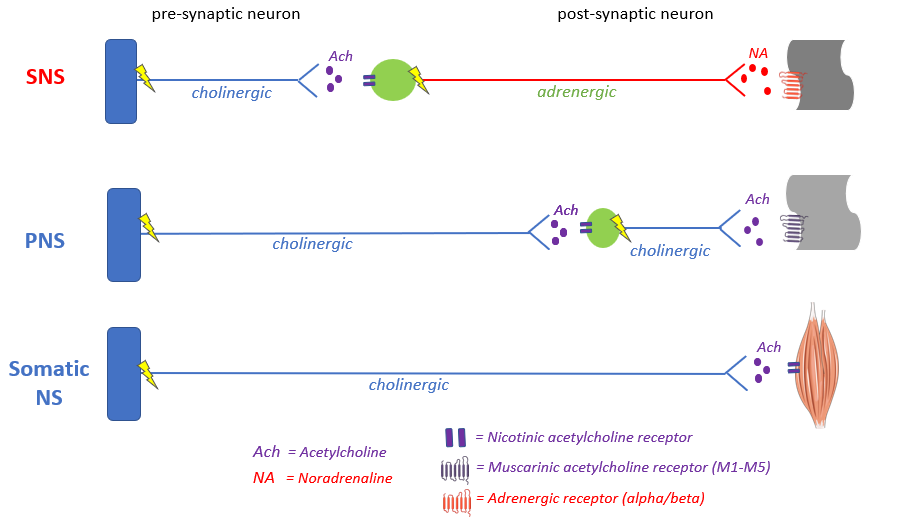 pre-synaptic neuron
post-synaptic neuron
SNS
Ach
cholinergic
adrenergic
NA
PNS
cholinergic
Ach
cholinergic
Ach
Somatic
NS
cholinergic
Ach
Ach = Acetylcholine
NA = Noradrenaline
= Nicotinic acetylcholine receptor
= Muscarinic acetylcholine receptor (M1-M5)
= Adrenergic receptor (alpha/beta)